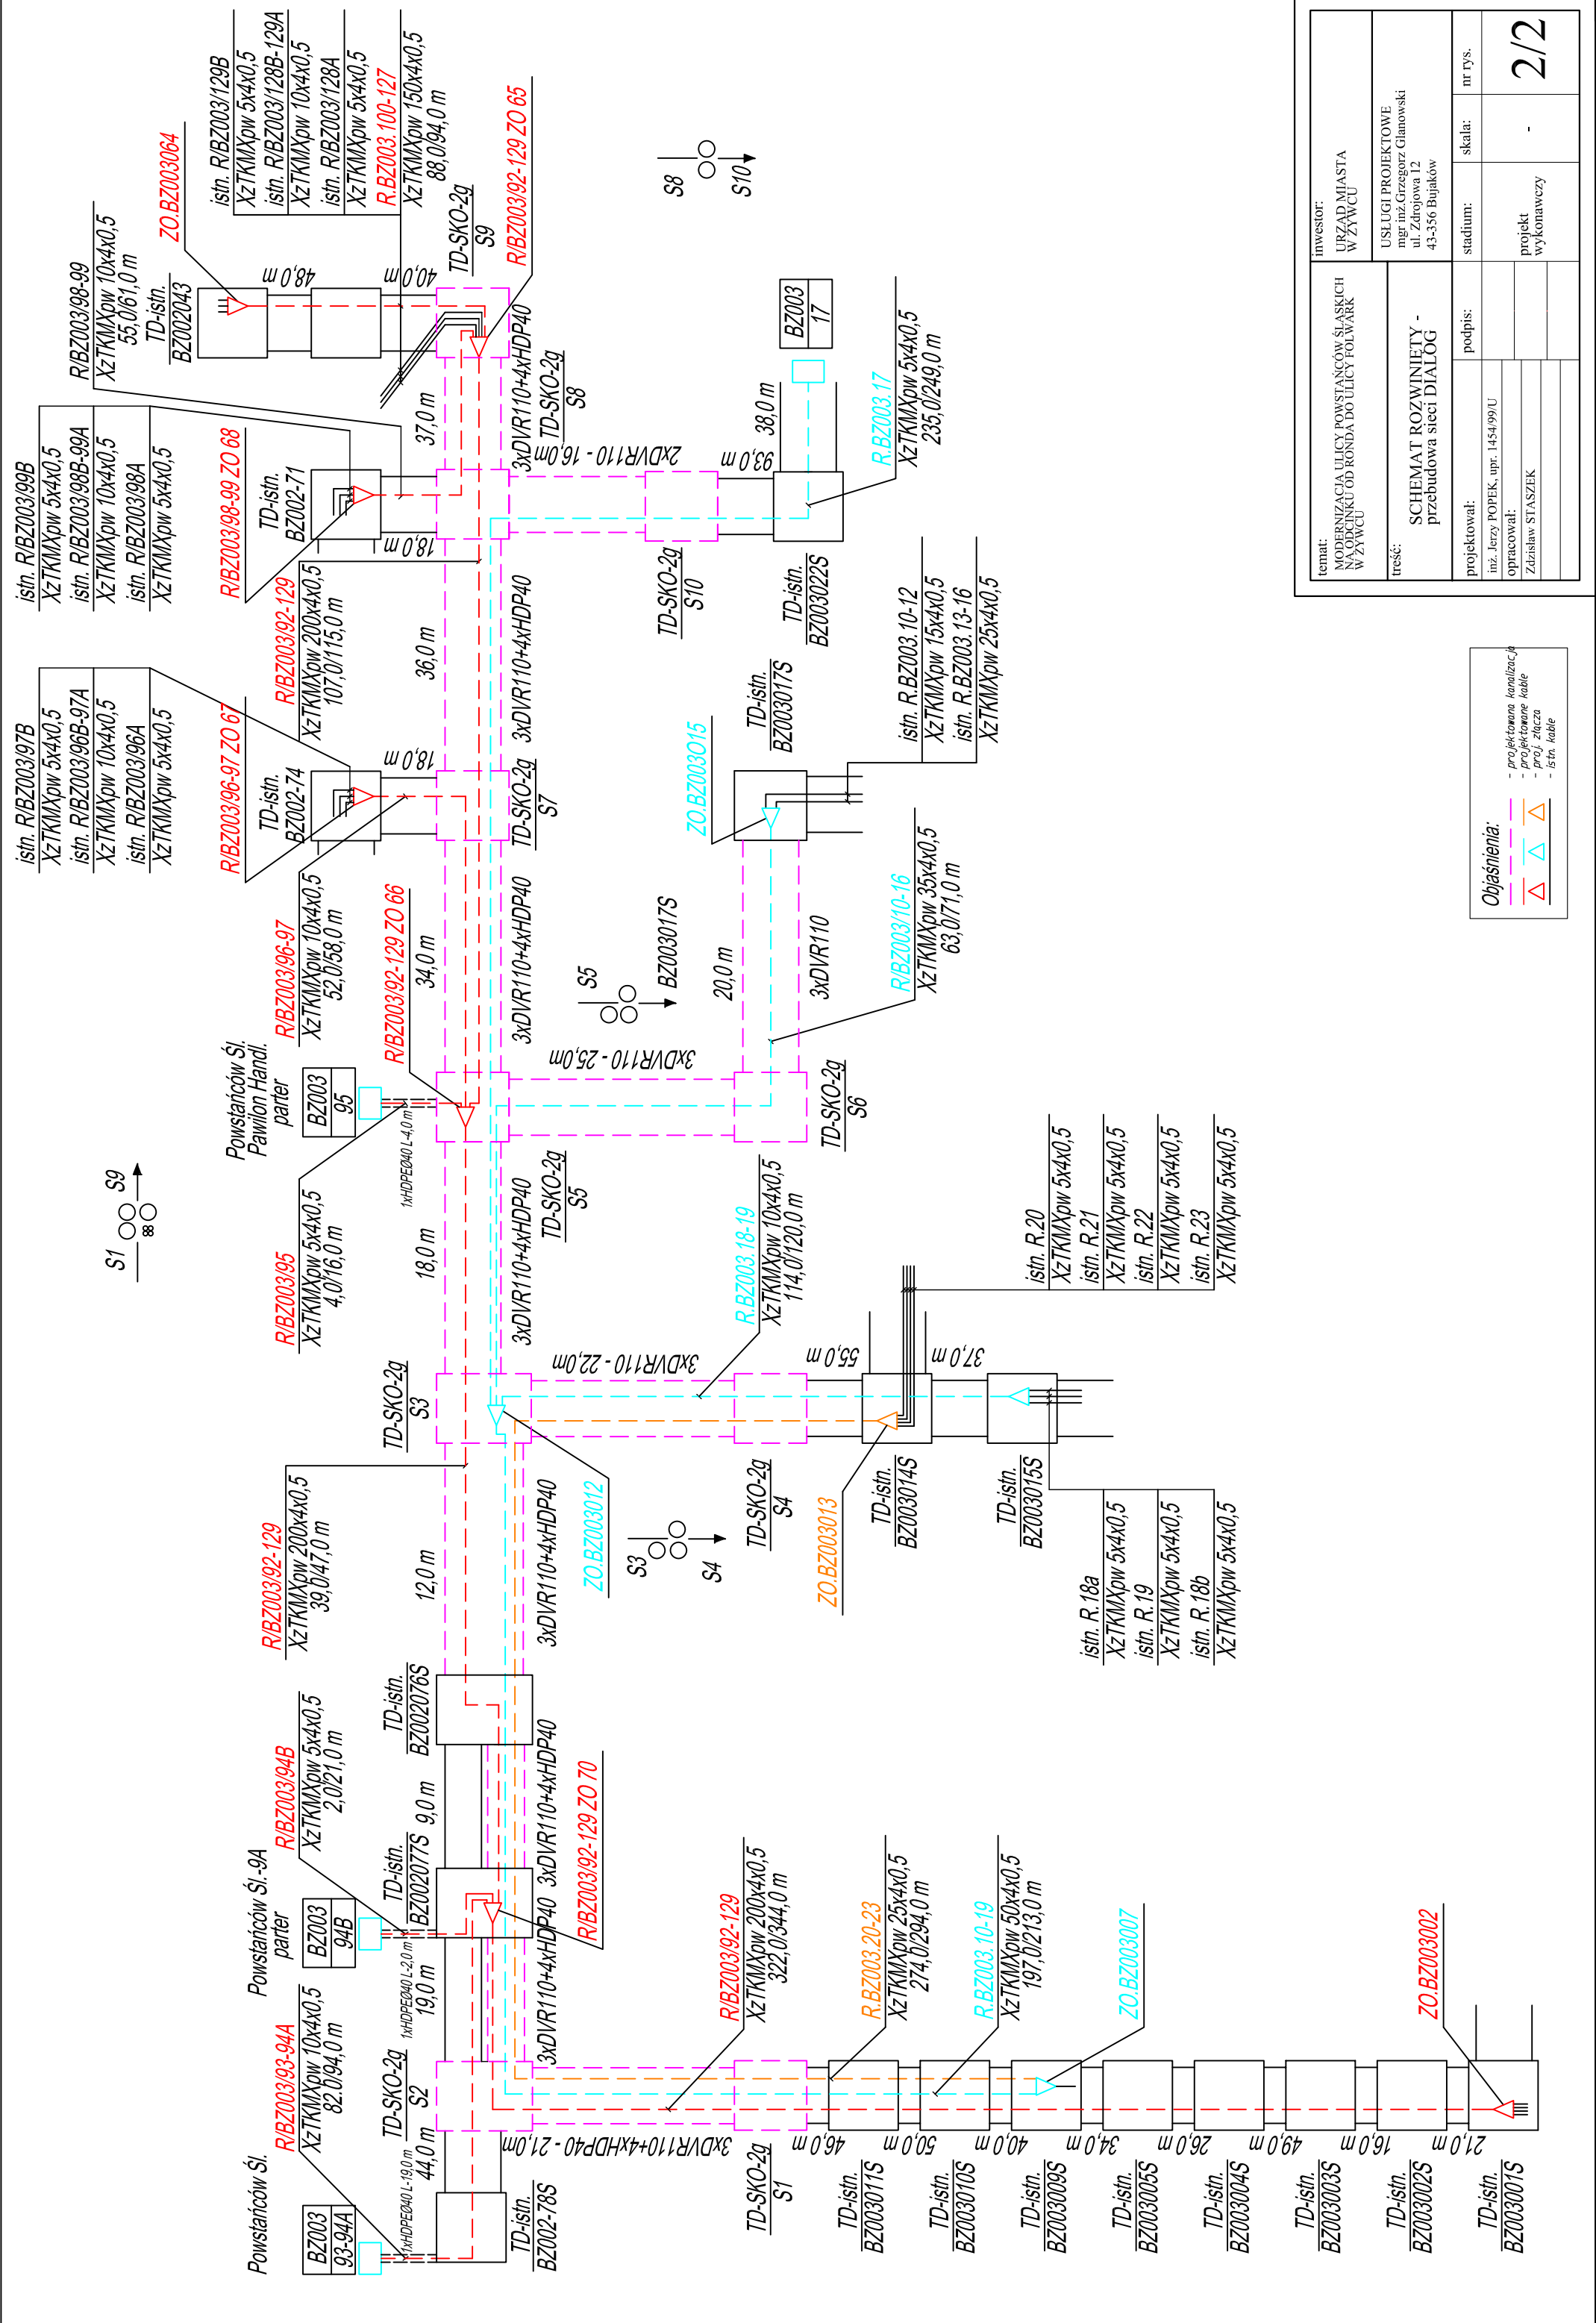 Powstańców Śl.
BZ003
93-94A
R/BZ003/93-94A
XzTKMXpw 10x4x0,5
82,0/94,0 m
1xHDPEØ40 L-19,0 m
44,0 m
TD-istn.
BZ002-78S
TD-SKO-2g
S2
Powstańców Śl.-9A
parter
BZ003
94B
R/BZ003/94B
XzTKMXpw 5x4x0,5
2,0/21,0 m
1xHDPEØ40 L-2,0 m
19,0 m
TD-istn.
BZ002077S
9,0 m
TD-istn.
BZ002076S
3xDVR110+4xHDP40
3xDVR110+4xHDP40
R/BZ003/92-129 ZO 70
R/BZ003/92-129
XzTKMXpw 200x4x0,5
39,0/47,0 m
12,0 m
3xDVR110+4xHDP40
TD-SKO-2g
S3
ZO.BZ003012
S3
S4
3xDVR110+4xHDP40 - 21,0m
TD-SKO-2g
S1
R/BZ003/92-129
XzTKMXpw 200x4x0,5
322,0/344,0 m
R.BZ003.20-23
XzTKMXpw 25x4x0,5
274,0/294,0 m
R.BZ003.10-19
XzTKMXpw 50x4x0,5
197,0/213,0 m
ZO.BZ003007
ZO.BZ003002
46,0 m
TD-istn.
BZ003011S
50,0 m
TD-istn.
BZ003010S
40,0 m
TD-istn.
BZ003009S
34,0 m
TD-istn.
BZ003005S
26,0 m
TD-istn.
BZ003004S
49,0 m
TD-istn.
BZ003003S
16,0 m
TD-istn.
BZ003002S
21,0 m
TD-istn.
BZ003001S
S1
S9
R/BZ003/95
XzTKMXpw 5x4x0,5
4,0/16,0 m
Powstańców Śl.
Pawilon Handl.
parter
BZ003
95
1xHDPEØ40 L-4,0 m
18,0 m
3xDVR110+4xHDP40
TD-SKO-2g
S5
R/BZ003/92-129 ZO 66
3xDVR110 - 22,0m
R.BZ003.18-19
XzTKMXpw 10x4x0,5
114,0/120,0 m
TD-SKO-2g
S4
55,0 m
TD-istn.
BZ003014S
ZO.BZ003013
37,0 m
TD-istn.
BZ003015S
istn. R.18a
XzTKMXpw 5x4x0,5
istn. R.19
XzTKMXpw 5x4x0,5
istn. R.18b
XzTKMXpw 5x4x0,5
istn. R.20
XzTKMXpw 5x4x0,5
istn. R.21
XzTKMXpw 5x4x0,5
istn. R.22
XzTKMXpw 5x4x0,5
istn. R.23
XzTKMXpw 5x4x0,5
istn. R/BZ003/97B
XzTKMXpw 5x4x0,5
istn. R/BZ003/96B-97A
XzTKMXpw 10x4x0,5
istn. R/BZ003/96A
XzTKMXpw 5x4x0,5
R/BZ003/96-97 ZO 67
TD-istn.
BZ002-74
R/BZ003/96-97
XzTKMXpw 10x4x0,5
52,0/58,0 m
18,0 m
34,0 m
3xDVR110+4xHDP40
TD-SKO-2g
S7
3xDVR110 - 25,0m
S5
BZ003017S
20,0 m
3xDVR110
TD-SKO-2g
S6
R/BZ003/10-16
XzTKMXpw 35x4x0,5
63,0/71,0 m
ZO.BZ003O15
TD-istn.
BZ003017S
istn. R.BZ003.10-12
XzTKMXpw 15x4x0,5
istn. R.BZ003.13-16
XzTKMXpw 25x4x0,5
istn. R/BZ003/99B
XzTKMXpw 5x4x0,5
istn. R/BZ003/98B-99A
XzTKMXpw 10x4x0,5
istn. R/BZ003/98A
XzTKMXpw 5x4x0,5
R/BZ003/98-99 ZO 68
TD-istn.
BZ002-71
R/BZ003/92-129
XzTKMXpw 200x4x0,5
107,0/115,0 m
18,0 m
36,0 m
3xDVR110+4xHDP40
R/BZ003/98-99
XzTKMXpw 10x4x0,5
55,0/61,0 m
TD-istn.
BZ002043
ZO.BZ003064
48,0 m
40,0 m
37,0 m
3xDVR110+4xHDP40
TD-SKO-2g
S8
TD-SKO-2g
S9
R/BZ003/92-129 ZO 65
istn. R/BZ003/129B
XzTKMXpw 5x4x0,5
istn. R/BZ003/128B-129A
XzTKMXpw 10x4x0,5
istn. R/BZ003/128A
XzTKMXpw 5x4x0,5
R.BZ003.100-127
XzTKMXpw 150x4x0,5
88,0/94,0 m
S8
S10
2xDVR110 - 16,0m
TD-SKO-2g
S10
93,0 m
TD-istn.
BZ003022S
38,0 m
BZ003
17
R.BZ003.17
XzTKMXpw 5x4x0,5
235,0/249,0 m
Objaśnienia:
- projektowana kanalizacja
- projektowane kable
- proj. złącza
- istn. kable
temat:
MODERNIZACJA ULICY POWSTAŃCÓW ŚLĄSKICH
NA ODCINKU OD RONDA DO ULICY FOLWARK
W ŻYWCU
inwestor:
URZĄD MIASTA
W ŻYWCU
treść:
SCHEMAT ROZWINIĘTY -
przebudowa sieci DIALOG
USŁUGI PROJEKTOWE
mgr inż.Grzegorz Glanowski
ul. Zdrojowa 12
43-356 Bujaków
projektował:
podpis:
stadium:
skala:
nr rys.
inż. Jerzy POPEK, upr. 1454/99/U
opracował:
Zdzisław STASZEK
projekt
wykonawczy
-
2/2